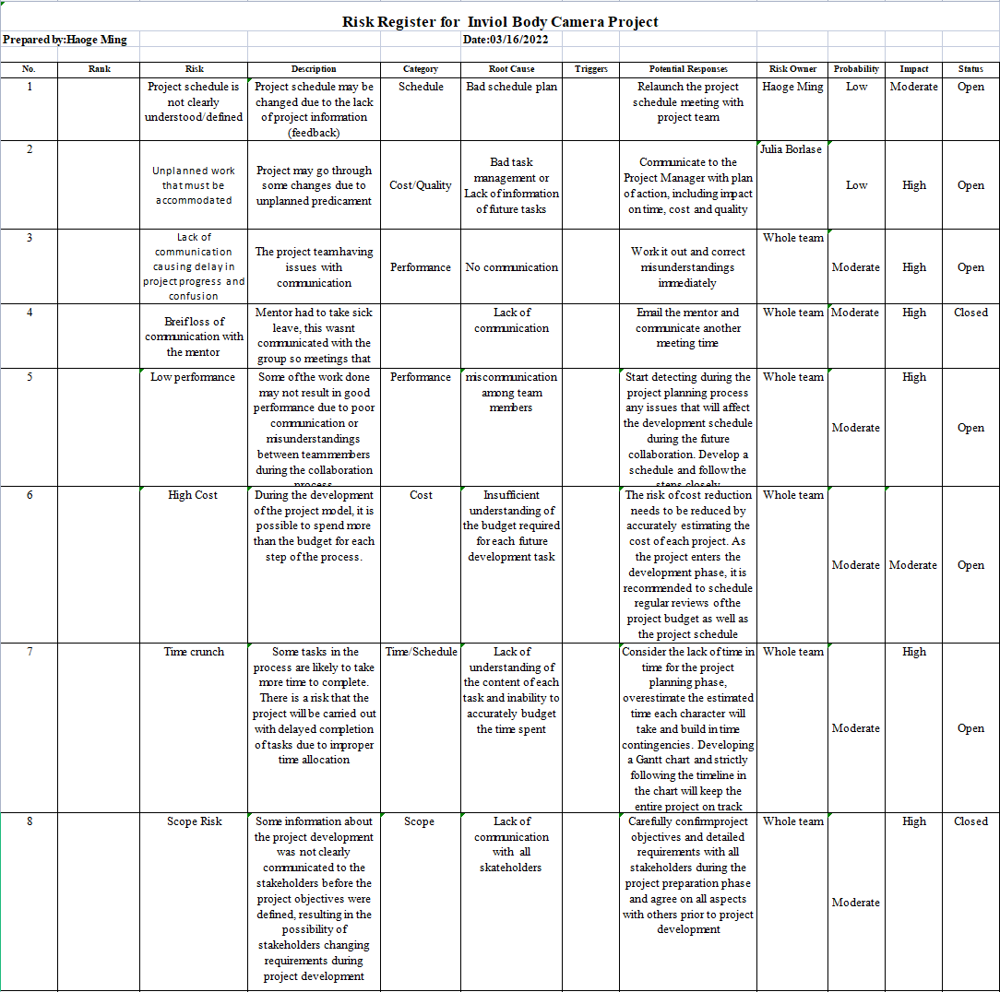 Risk Register for Inviol Body Camera Project
Prepared by:Haoge Ming
Date:03/16/2022
No.
Rank
Risk
Description
Category
Root Cause
Triggers
Potential Responses
Risk Owner
Probability
Impact
Status
1
Project schedule is
not clearly
understood/defined
Project schedule may be
changed due to the lack
of project information
(feedback)
Schedule
Bad schedule plan
Relaunch the project
schedule meeting with
project team
Haoge Ming
Low
Moderate
Open
2
Unplanned work
that must be
accommodated
Project may go through
some changes due to
unplanned predicament
Cost/Quality
Bad task
management or
Lack of information
of future tasks
Communicate to the
Project Manager with plan
of action, including impact
on time, cost and quality
Julia Borlase
Low
High
Open
3
Lack of
communication
causing delay in
project progress and
confusion
The project team having
issues with
communication
Performance
No communication
Work it out and correct
misunderstandings
immediately
Whole team
Moderate
High
Open
4
Breif loss of
communication with
the mentor
Mentor had to take sick
leave, this wasnt
communicated with the
group so meetings that
Lack of
communication
Email the mentor and
communicate another
meeting time
Whole team
Moderate
High
Closed
5
Low performance
Some of the work done
may not result in good
performance due to poor
communication or
misunderstandings
between team members
during the collaboration
process
Performance
miscommunication
among team
members
Start detecting during the
project planning process
any issues that will affect
the development schedule
during the future
collaboration. Develop a
schedule and follow the
steps closely
Whole team
Moderate
High
Open
6
High Cost
During the development
of the project model, it is
possible to spend more
than the budget for each
step of the process.
Cost
Insufficient
understanding of
the budget required
for each future
development task
The risk of cost reduction
needs to be reduced by
accurately estimating the
cost of each project. As
the project enters the
development phase, it is
recommended to schedule
regular reviews of the
project budget as well as
the project schedule
Whole team
Moderate
Moderate
Open
7
Time crunch
Some tasks in the
process are likely to take
more time to complete.
There is a risk that the
project will be carried out
with delayed completion
of tasks due to improper
time allocation
Time/Schedule
Lack of
understanding of
the content of each
task and inability to
accurately budget
the time spent
Consider the lack of time in
time for the project
planning phase,
overestimate the estimated
time each character will
take and build in time
contingencies. Developing
a Gantt chart and strictly
following the timeline in
the chart will keep the
entire project on track
Whole team
Moderate
High
Open
8
Scope Risk
Some information about
the project development
was not clearly
communicated to the
stakeholders before the
project objectives were
defined, resulting in the
possibility of
stakeholders changing
requirements during
project development
Scope
Lack of
communication
with all
skateholders
Carefully confirm project
objectives and detailed
requirements with all
stakeholders during the
project preparation phase
and agree on all aspects
with others prior to project
development
Whole team
Moderate
High
Closed